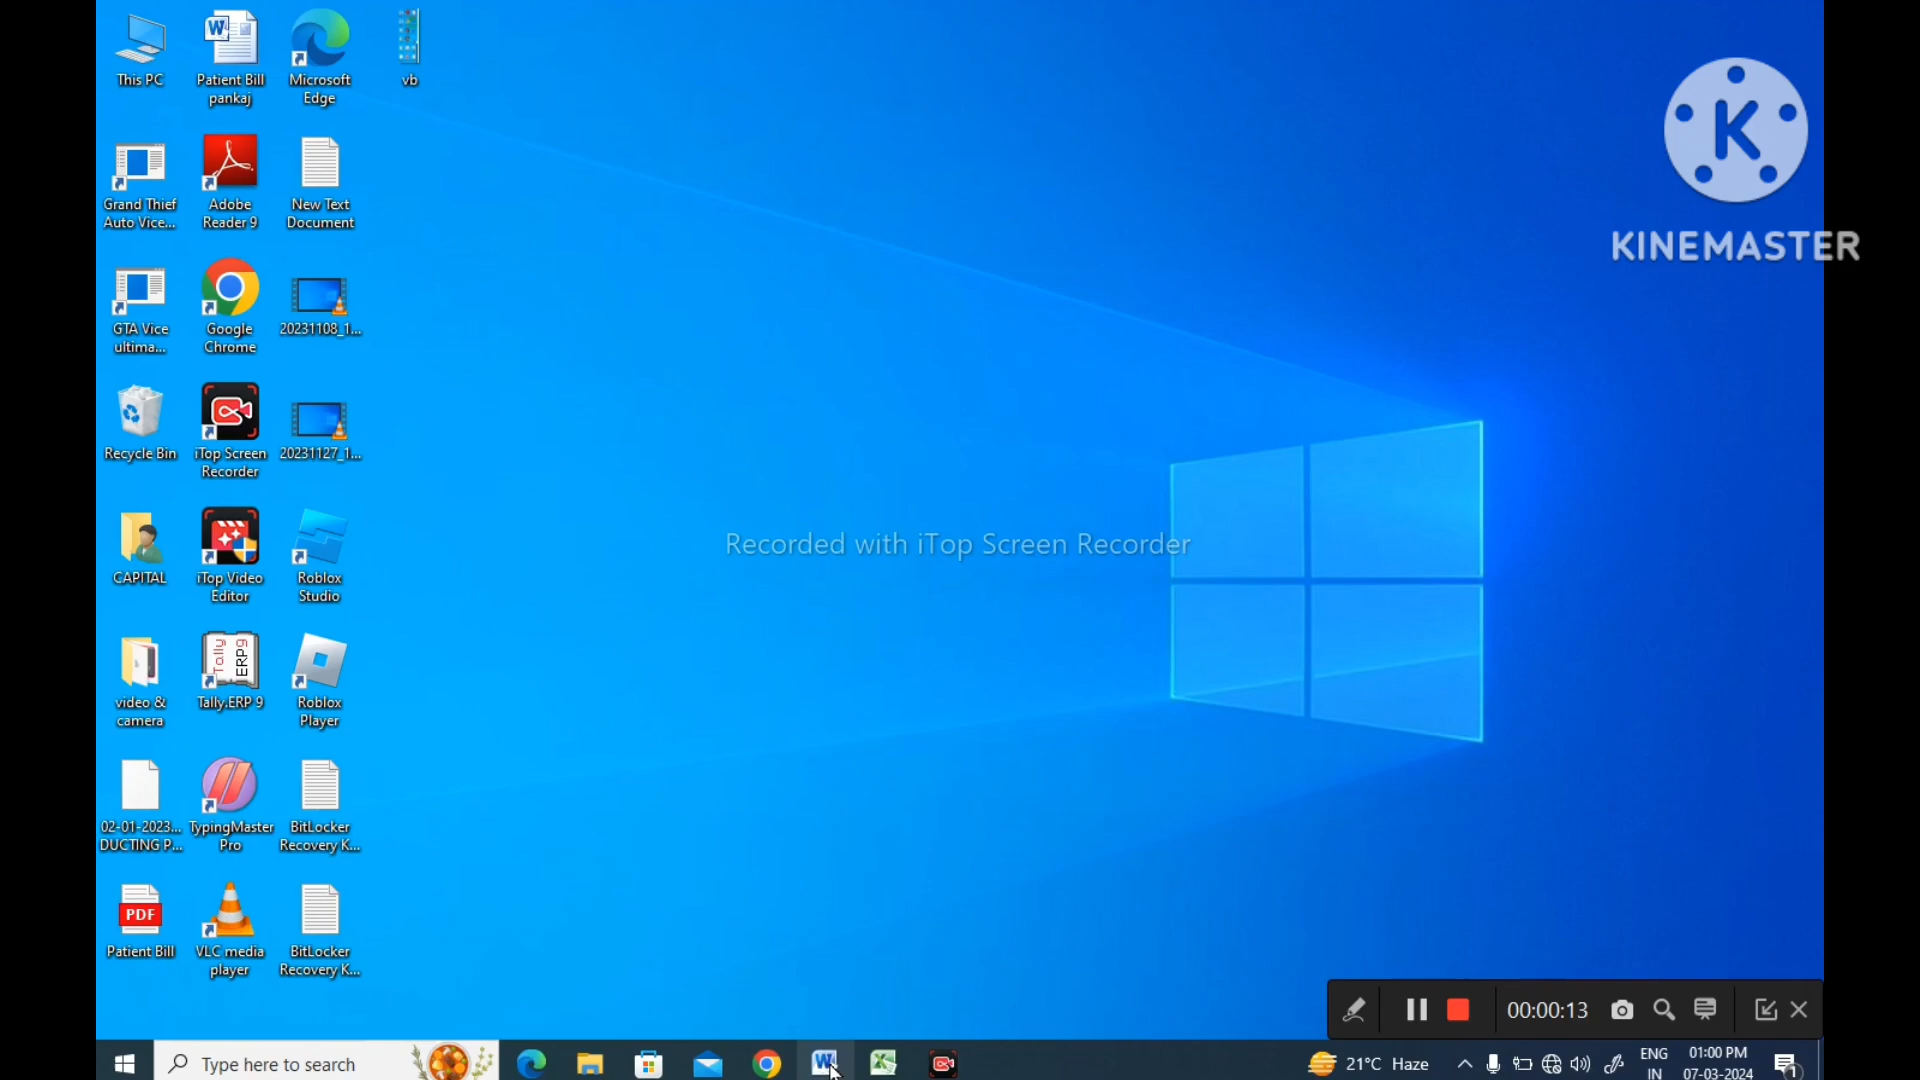 This PC
Patient Bill
pankaj
Microsoft
Edge
vb
Grand Thief
Auto Vice...
Adobe
Reader 9
New Text
Document
GTA Vice
ultima...
Google
Chrome
20231108_1...
Recycle Bin
iTop Screen
Recorder
20231127_1...
CAPITAL
iTop Video
Editor
Roblox
Studio
video &
camera
Tally
ERP9
Tally.ERP 9
Roblox
Player
02-01-2023...
DUCTING P...
TypingMaster
Pro
BitLocker
Recovery K...
PDF
Patient Bill
VLC media
player
BitLocker
Recovery K...
K
KINEMASTER
Recorded with iTop Screen Recorder
00:00:13
Type here to search
21°C Haze
ENG
IN
01:00 PM
07-03-2024
1